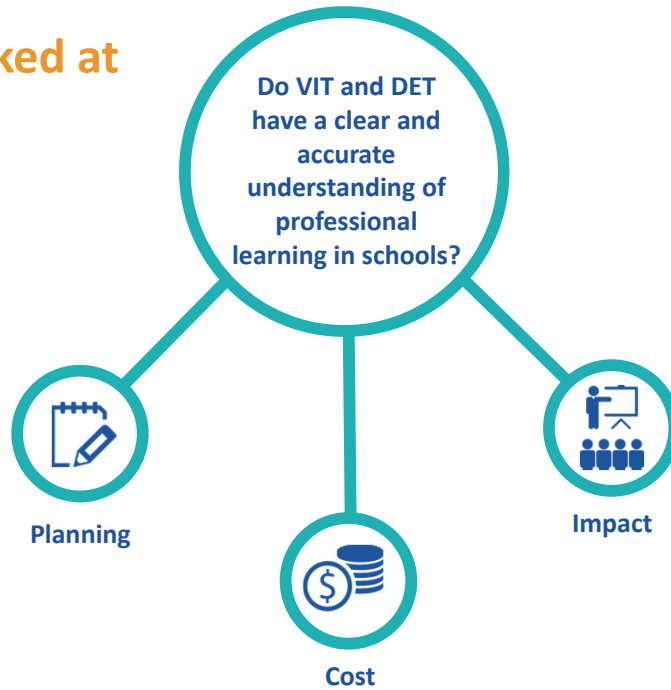 ked at
Do VIT and DET
have a clear and
accurate
understanding of
professional
learning in schools?
$
Planning
Impact
Cost